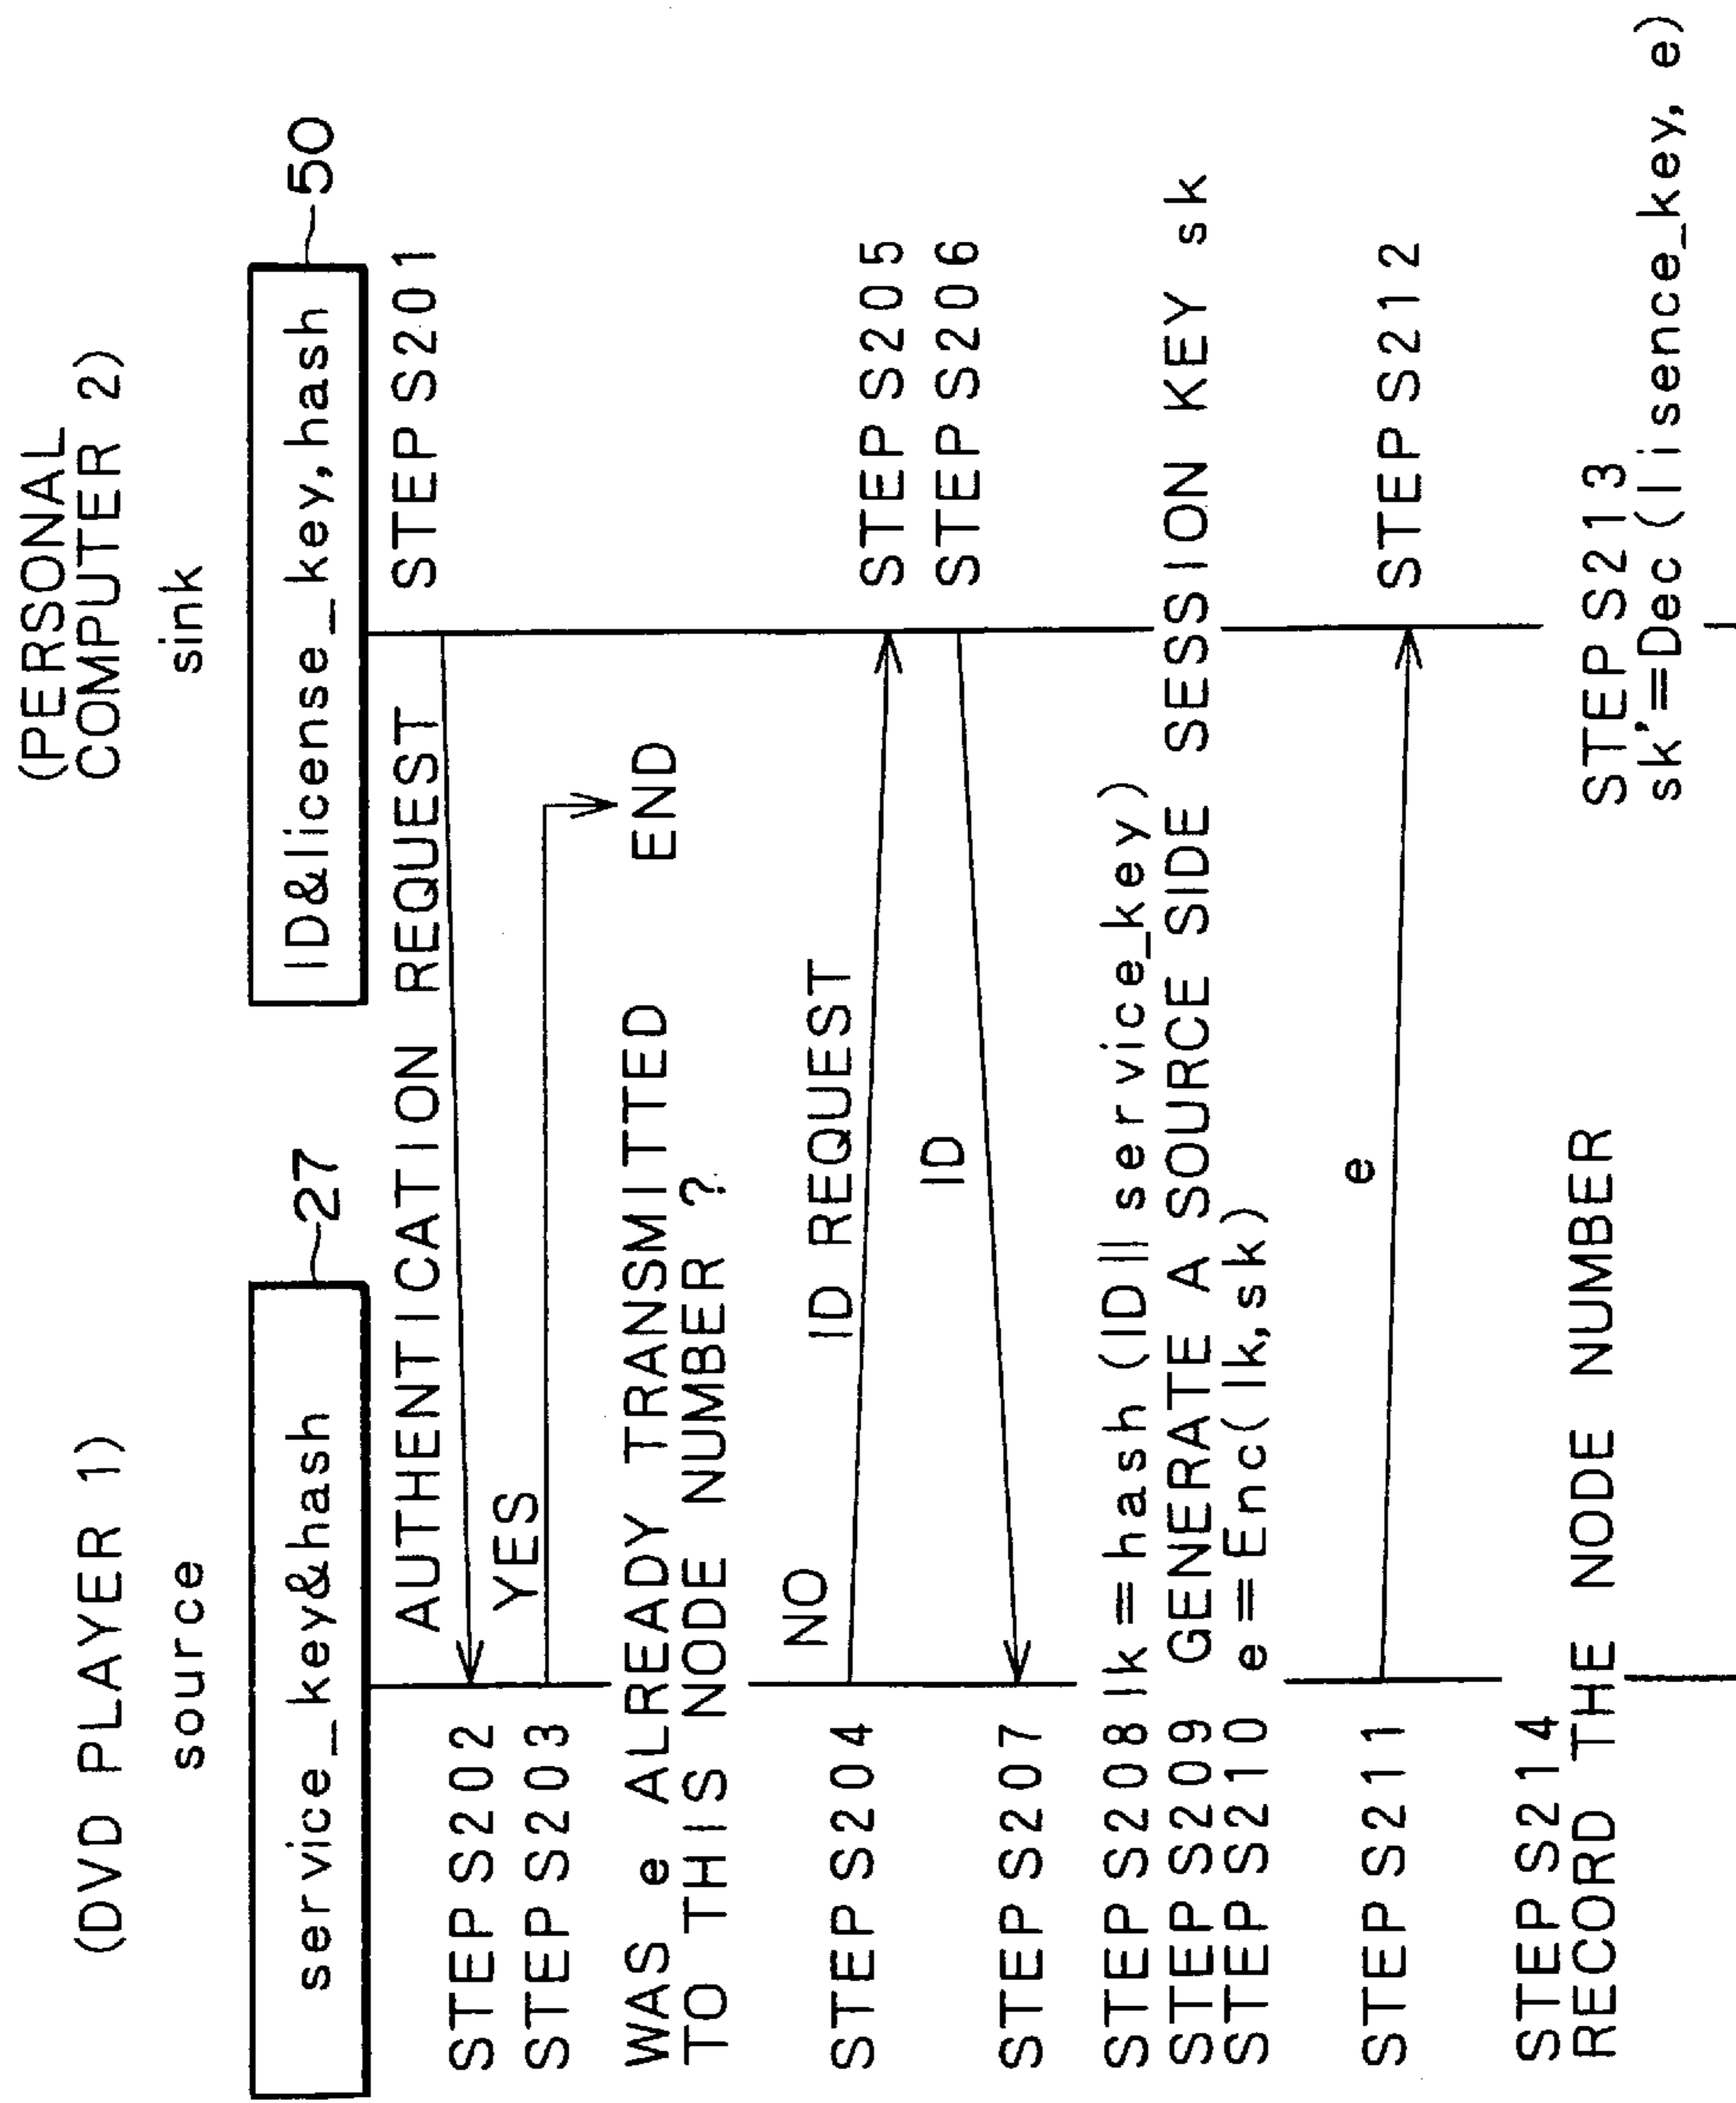 (DVD PLAYER 1)
source
(PERSONAL
COMPUTER 2)
sink
service_key&hash
27
ID&license_key,hash
50
AUTHENTICATION REQUEST
STEP S201
STEP S202
YES
STEP S203
END
WAS e ALREADY TRANSMITTED
TO THIS NODE NUMBER ?
NO
ID REQUEST
STEP S204
STEP S205
STEP S206
ID
STEP S207
STEP S208 lk=hash(ID||service_key)
STEP S209 GENERATE A SOURCE SIDE SESSION KEY sk
STEP S210 e=Enc(lk,sk)
e
STEP S211
STEP S212
STEP S214
RECORD THE NODE NUMBER
STEP S213
sk'=Dec(lisence_key,e)